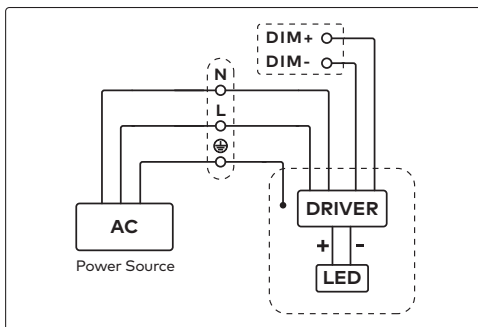 DIM+
DIM-
N
L
AC
Power Source
DRIVER
+ -
LED